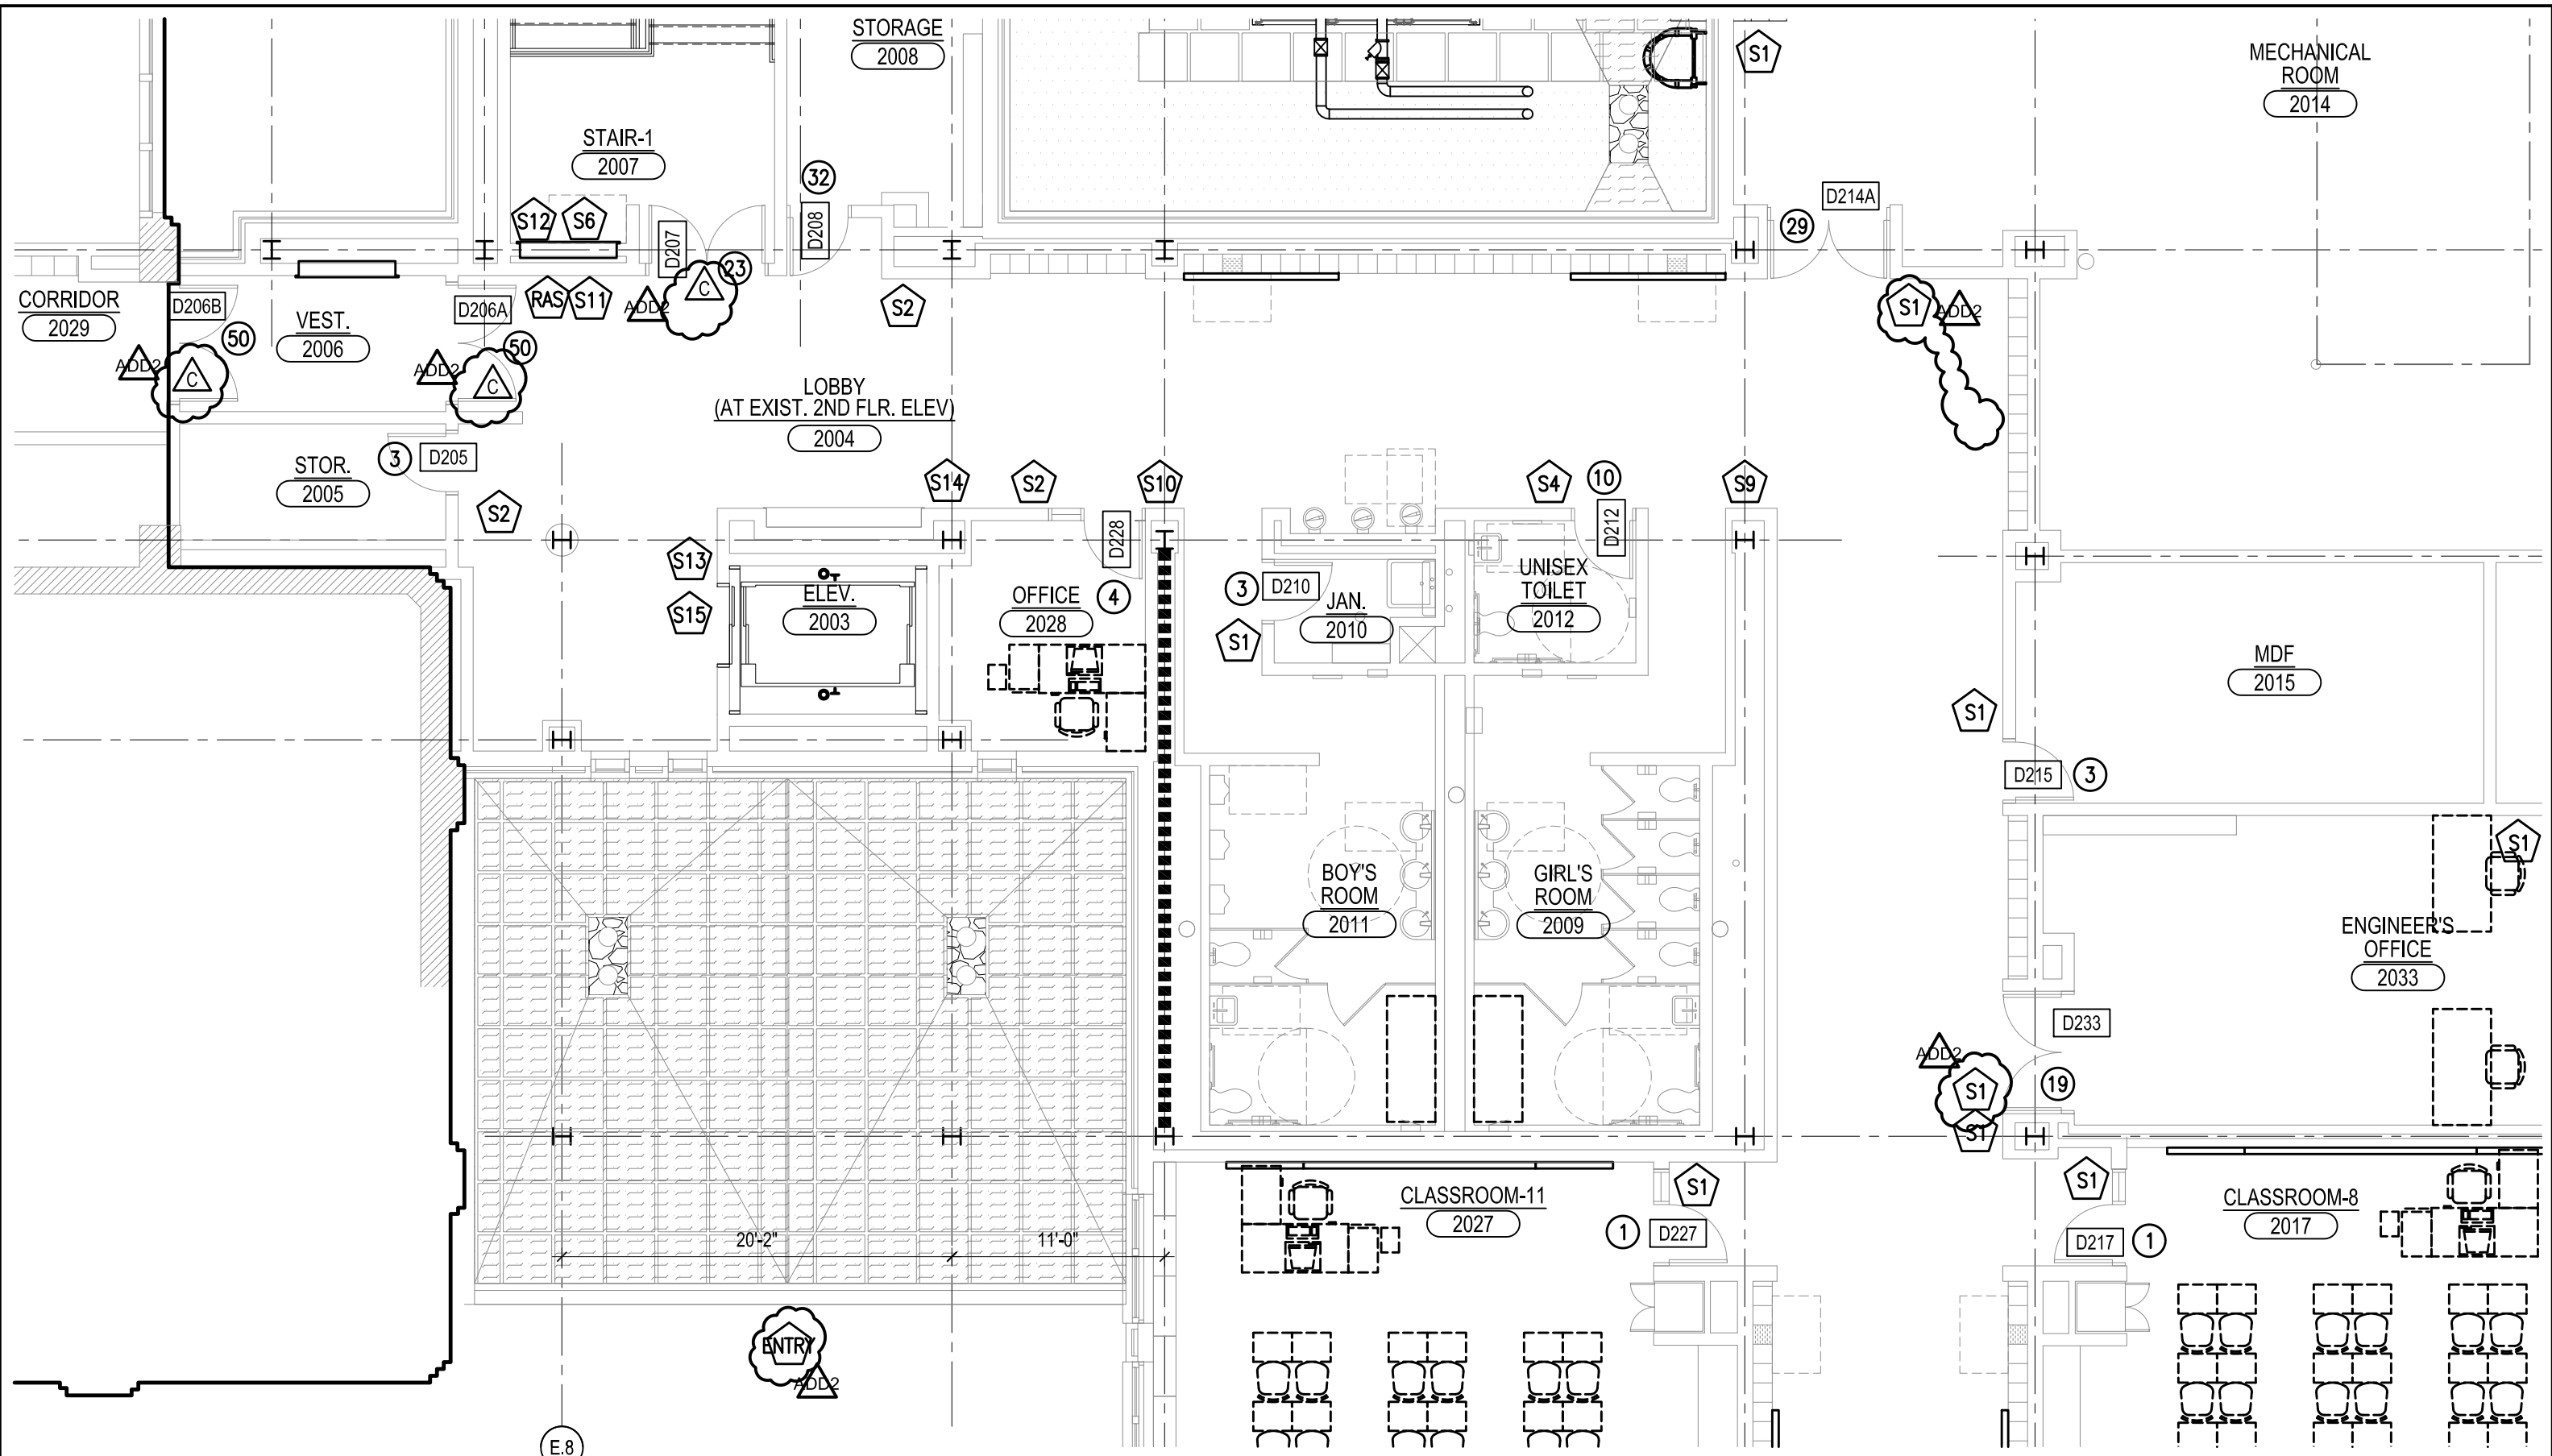 STORAGE
2008
S1
MECHANICAL
ROOM
2014
STAIR-1
2007
32
D208
S12
S6
D207
23
C
ADD2
RAS
S11
S2
D214A
29
S1
ADD2
CORRIDOR
2029
D206B
50
ADD2
C
VEST.
2006
D206A
50
ADD2
C
LOBBY
(AT EXIST. 2ND FLR. ELEV)
2004
STOR.
2005
3
D205
S2
S14
S2
S10
S4
10
S9
D228
D212
S13
S15
ELEV.
2003
OFFICE
2028
4
3
D210
S1
JAN.
2010
UNISEX
TOILET
2012
MDF
2015
S1
D215
3
S1
BOY'S
ROOM
2011
GIRL'S
ROOM
2009
ENGINEER'S
OFFICE
2033
D233
ADD2
S1
19
S1
CLASSROOM-11
2027
S1
1
D227
S1
D217
1
CLASSROOM-8
2017
20'-2"
11'-0"
ENTRY
ADD2
E.8